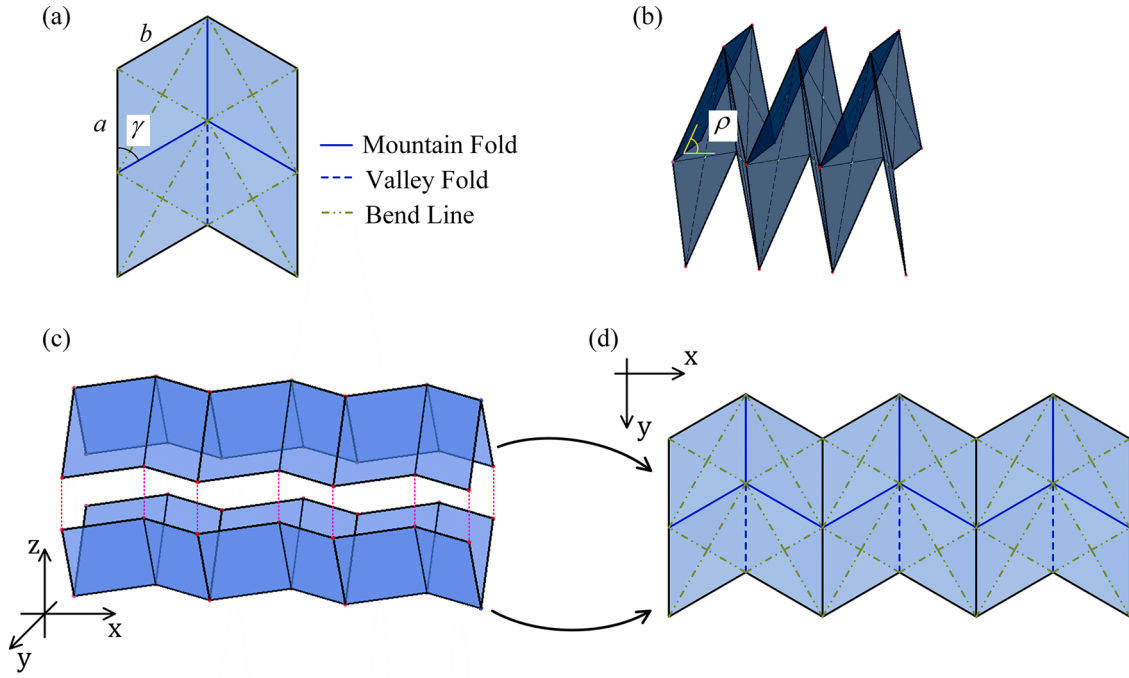 (a)
b
a
γ
Mountain Fold
Valley Fold
Bend Line
(b)
ρ
(c)
z
x
y
(d)
x
y